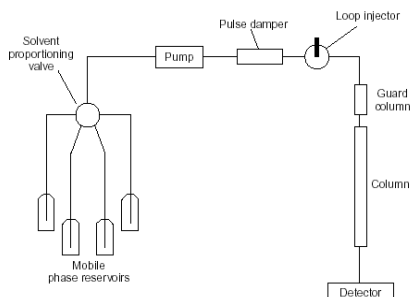 Loop injector
Pulse damper
Solvent
proportioning
valve
Pump
Guard
column
Column
Mobile
phase reservoirs
Detector